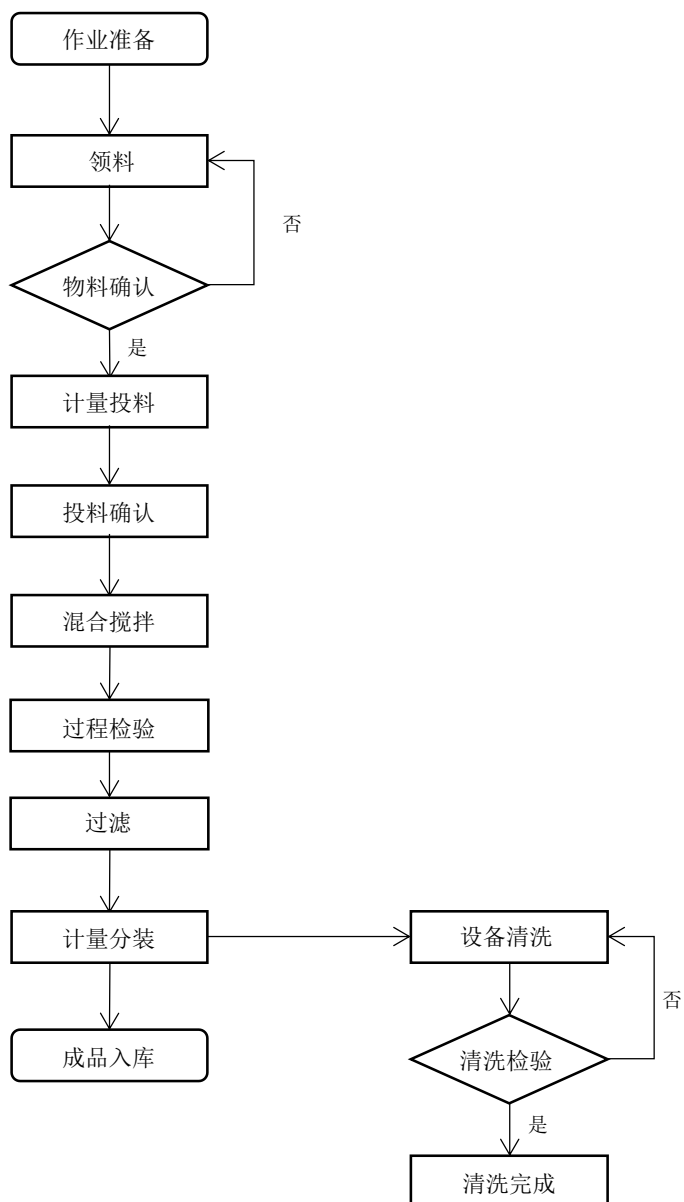 作业准备
领料
否
物料确认
是
计量投料
投料确认
混合搅拌
过程检验
过滤
计量分装
设备清洗
否
成品入库
清洗检验
是
清洗完成